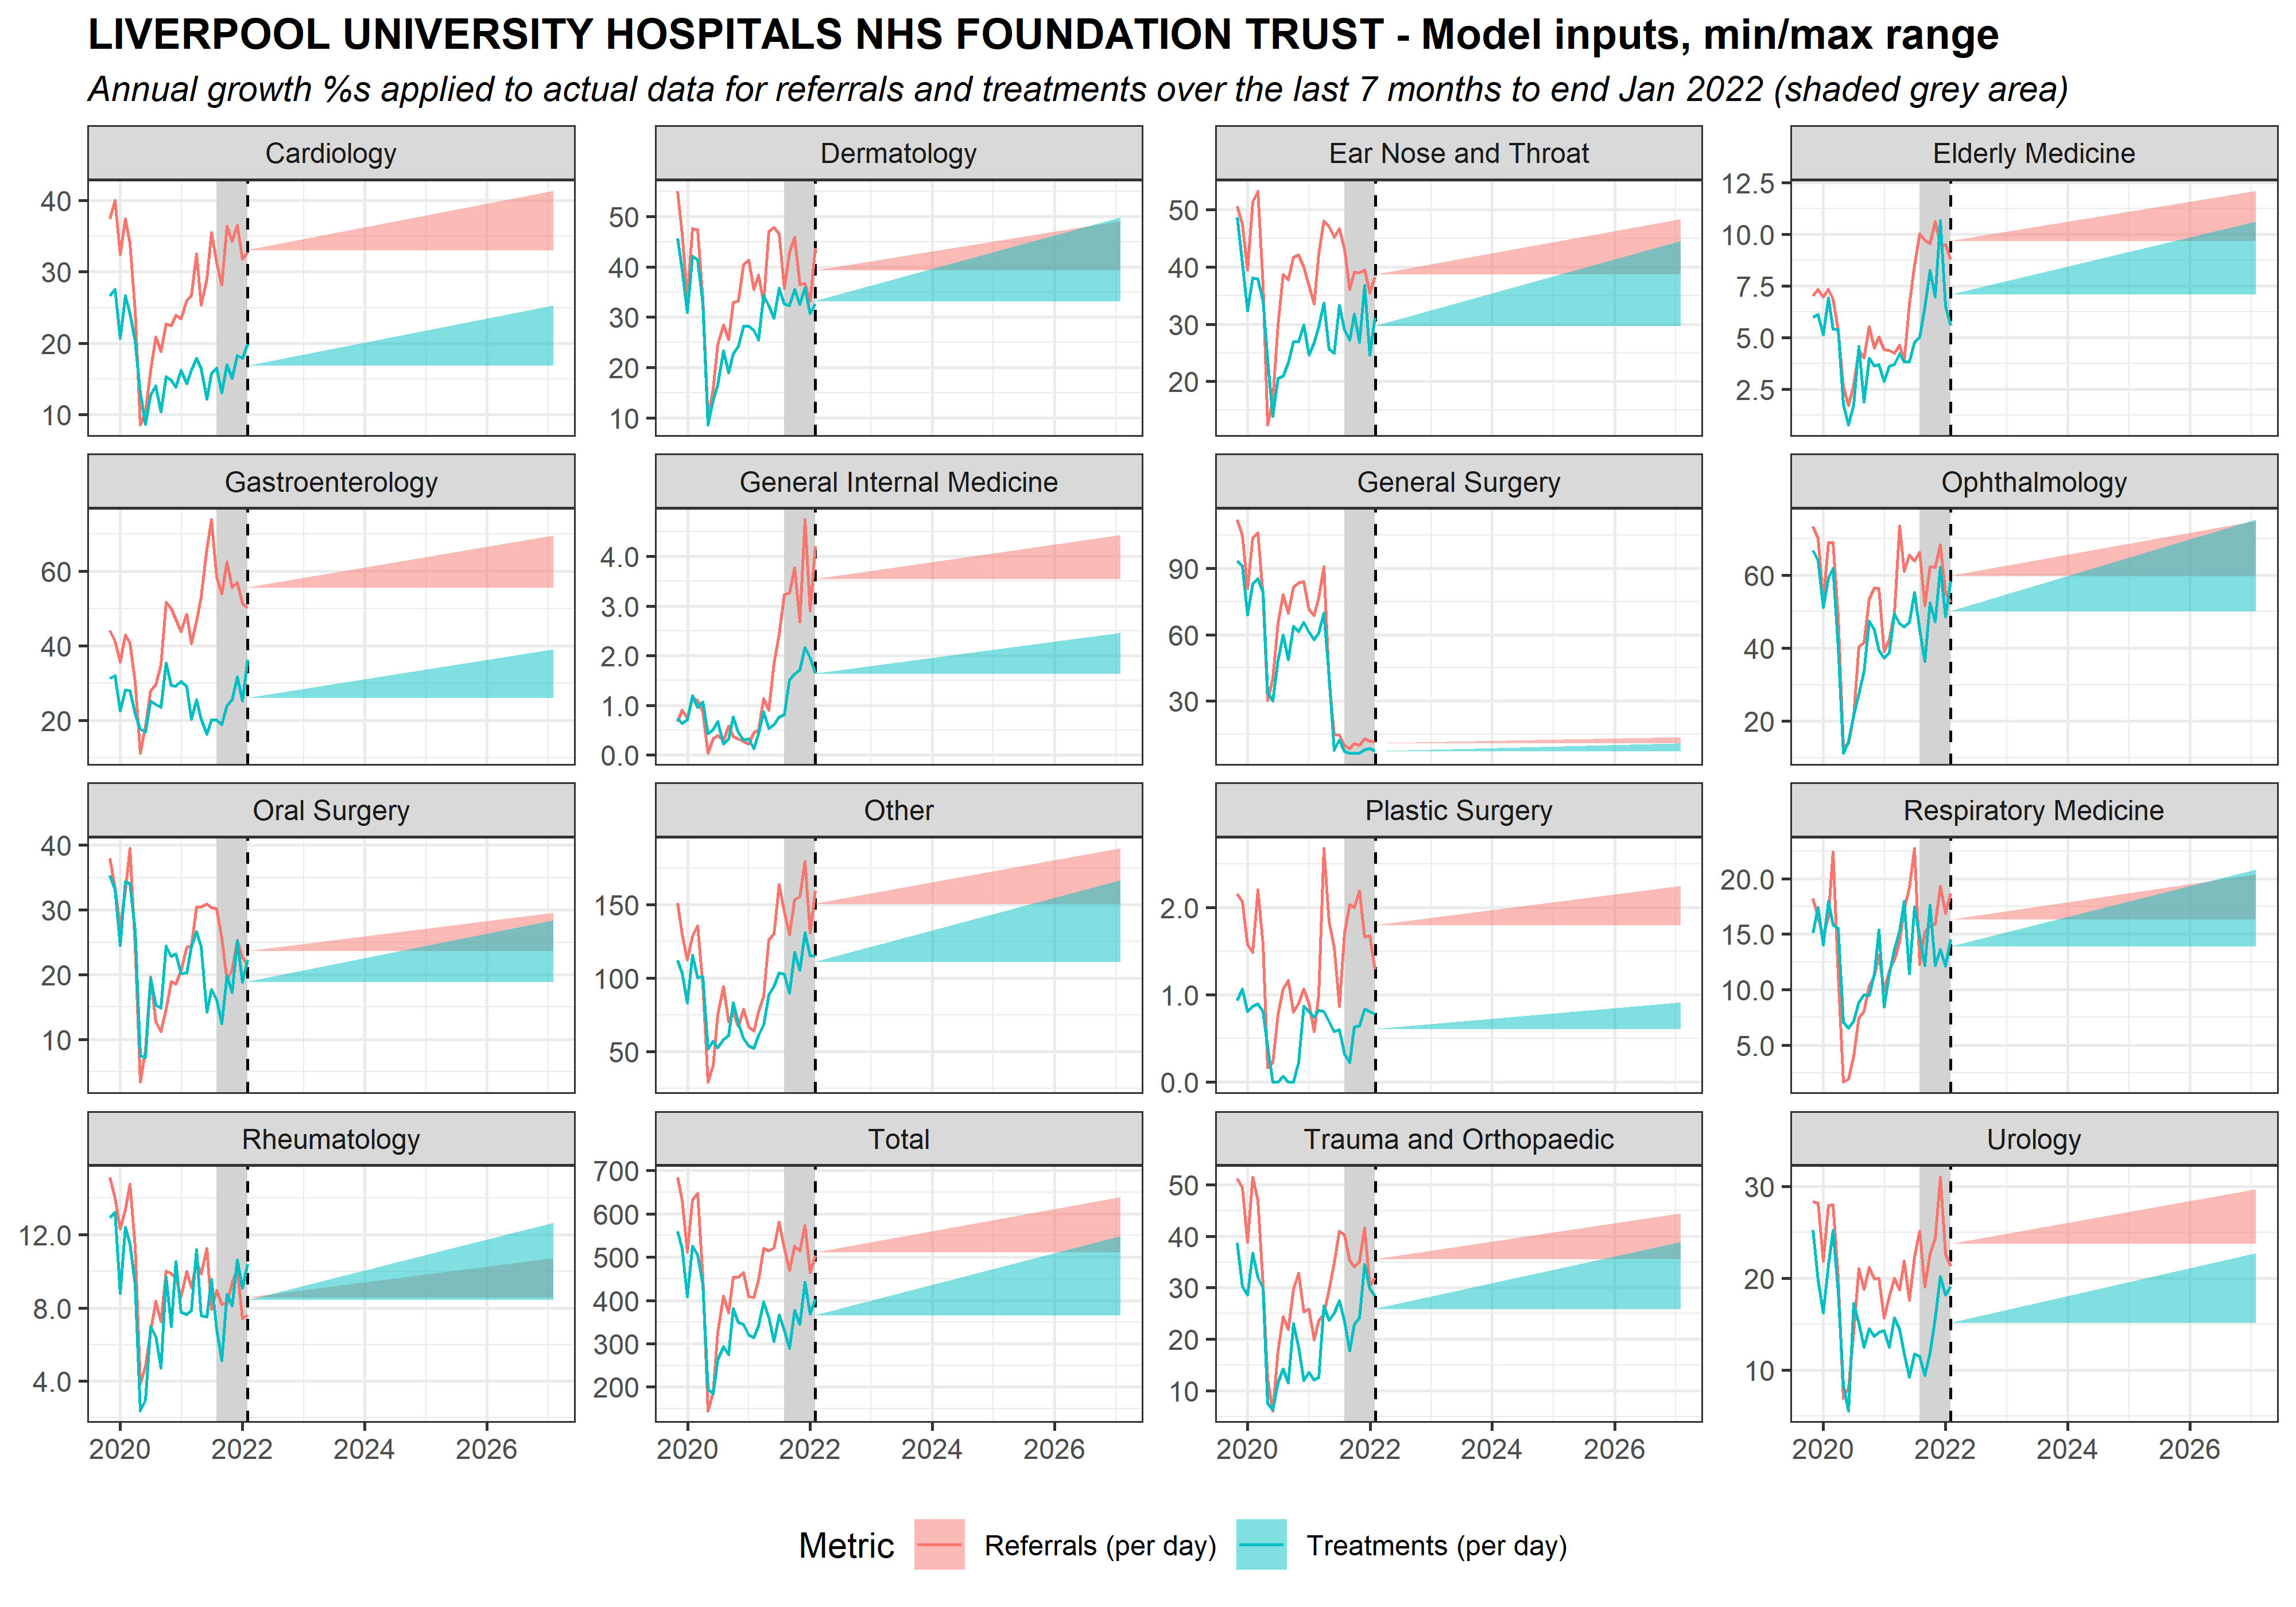 LIVERPOOL UNIVERSITY HOSPITALS NHS FOUNDATION TRUST - Model inputs, min/max range
Annual growth %s applied to actual data for referrals and treatments over the last 7 months to end Jan 2022 (shaded grey area)
Cardiology
40
30
20
10
Dermatology
50
40
30
20
10
Ear Nose and Throat
50
40
30
20
Elderly Medicine
12.5
10.0
7.5
5.0
2.5
Gastroenterology
60
40
20
General Internal Medicine
4.0
3.0
2.0
1.0
0.0
General Surgery
90
60
30
Ophthalmology
60
40
20
Oral Surgery
40
30
20
10
Other
150
100
50
Plastic Surgery
2.0
1.0
0.0
Respiratory Medicine
20.0
15.0
10.0
5.0
Rheumatology
12.0
8.0
4.0
2020 2022 2024 2026
Total
700
600
500
400
300
200
2020 2022 2024 2026
Trauma and Orthopaedic
50
40
30
20
10
2020 2022 2024 2026
Urology
30
20
10
2020 2022 2024 2026
Metric Referrals (per day) Treatments (per day)